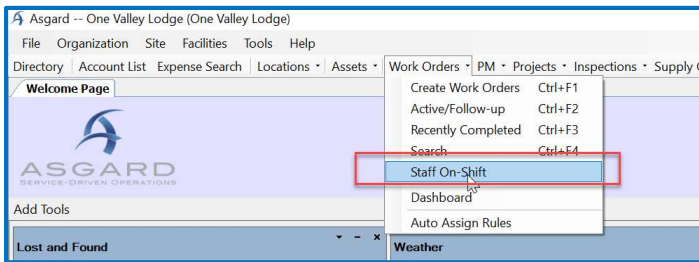 Asgard -- One Valley Lodge (One Valley Lodge)
File Organization Site Facilities Tools Help
Directory Account List Expense Search Locations Assets Work Orders PM Projects Inspections Supply
Welcome Page
Create Work Orders Ctrl+F1
Active/Follow-up Ctrl+F2
Recently Completed Ctrl+F3
Search Ctrl+F4
Staff On-Shift
Dashboard
Auto Assign Rules
ASGARD
SERVICE-DRIVEN OPERATIONS
Add Tools
Lost and Found
Weather